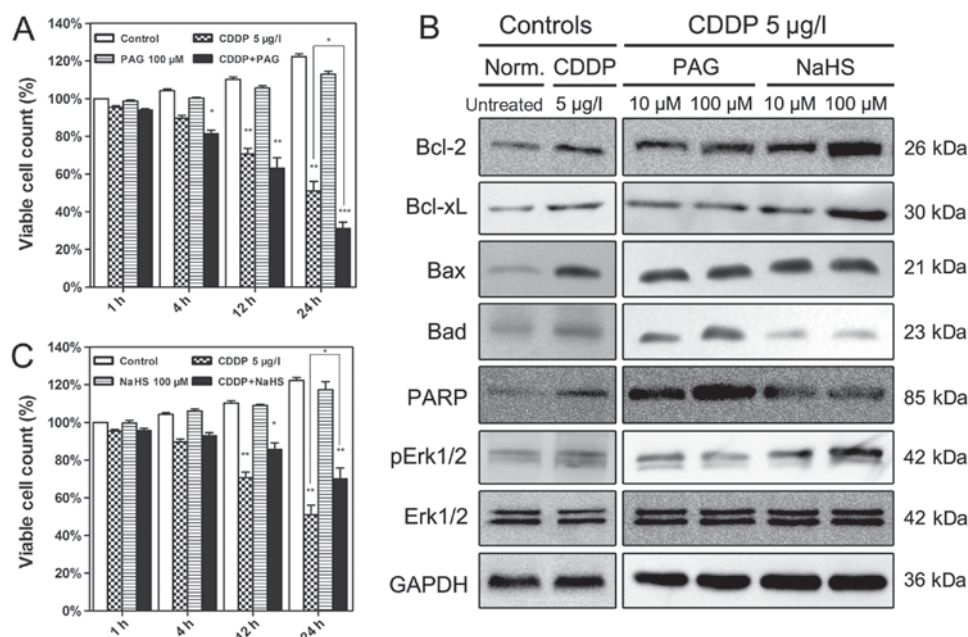 A
140%
120%
100%
80%
60%
40%
20%
0%
Viable cell count (%)
Control
CDDP 5 µg/l
PAG 100 µM
CDDP+PAG
*
*
**
**
**
***
1 h
4 h
12 h
24 h
C
140%
120%
100%
80%
60%
40%
20%
0%
Viable cell count (%)
Control
CDDP 5 µg/l
NaHS 100 µM
CDDP+NaHS
*
**
*
**
**
1 h
4 h
12 h
24 h
B
Controls
CDDP 5 µg/l
Norm.
CDDP
PAG
NaHS
Untreated
5 µg/l
10 µM
100 µM
10 µM
100 µM
Bcl-2
26 kDa
Bcl-xL
30 kDa
Bax
21 kDa
Bad
23 kDa
PARP
85 kDa
pErk1/2
42 kDa
Erk1/2
42 kDa
GAPDH
36 kDa